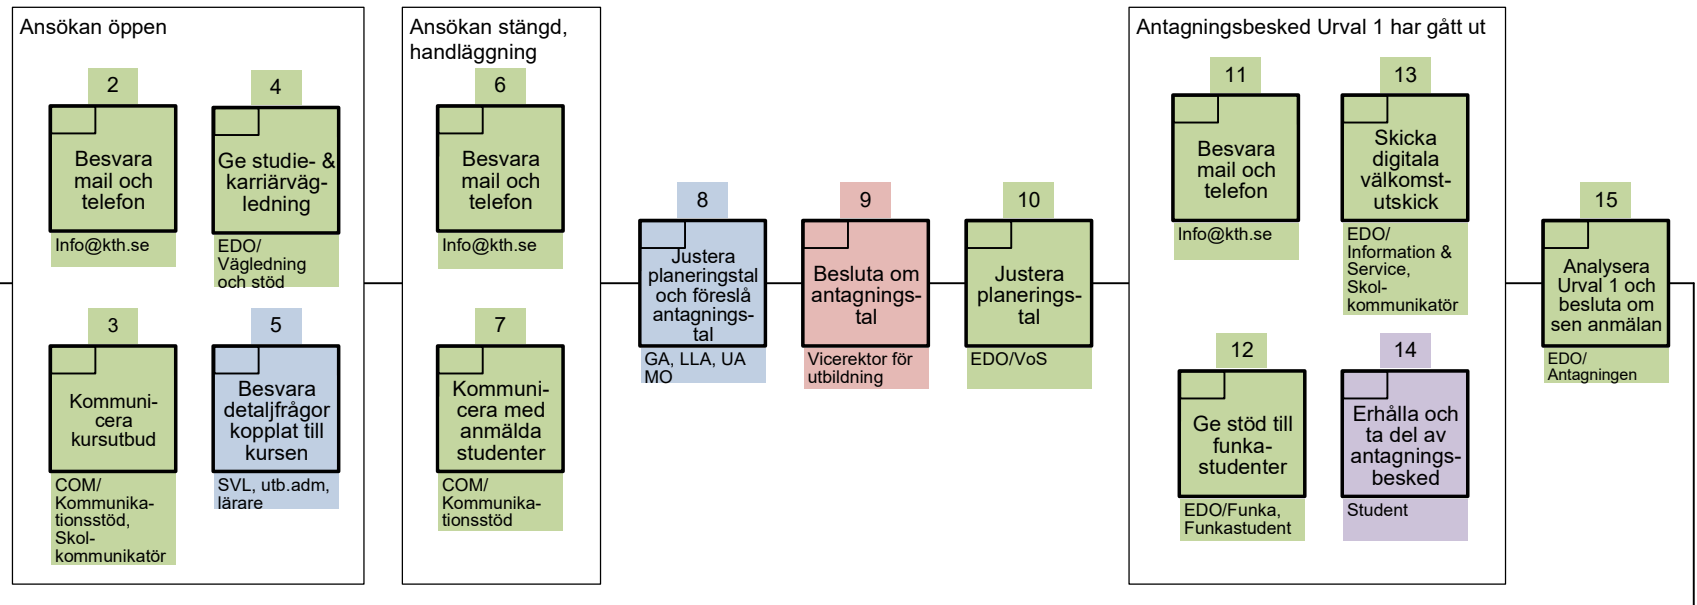 Ansökan öppen
2
Besvara
mail och
telefon
Info@kth.se
4
Ge studie- &
karriärväg-
ledning
EDO/
Vägledning
och stöd
3
Kommuni-
cera
kursutbud
COM/
Kommunika-
tionsstöd,
Skol-
kommunikatör
5
Besvara
detaljfrågor
kopplat till
kursen
SVL, utb.adm,
lärare
Ansökan stängd,
handläggning
6
Besvara
mail och
telefon
Info@kth.se
7
Kommuni-
cera med
anmälda
studenter
COM/
Kommunika-
tionsstöd
8
Justera
planeringstal
och föreslå
antagnings-
tal
GA, LLA, UA
MO
9
Besluta om
antagnings-
tal
Vicerektor för
utbildning
10
Justera
planerings-
tal
EDO/VoS
Antagningsbesked Urval 1 har gått ut
11
Besvara
mail och
telefon
Info@kth.se
13
Skicka
digitala
välkomst-
utskick
EDO/
Information &
Service,
Skol-
kommunikatör
12
Ge stöd till
funka-
studenter
EDO/Funka,
Funkastudent
14
Erhålla och
ta del av
antagnings-
besked
Student
15
Analysera
Urval 1 och
besluta om
sen anmälan
EDO/
Antagningen